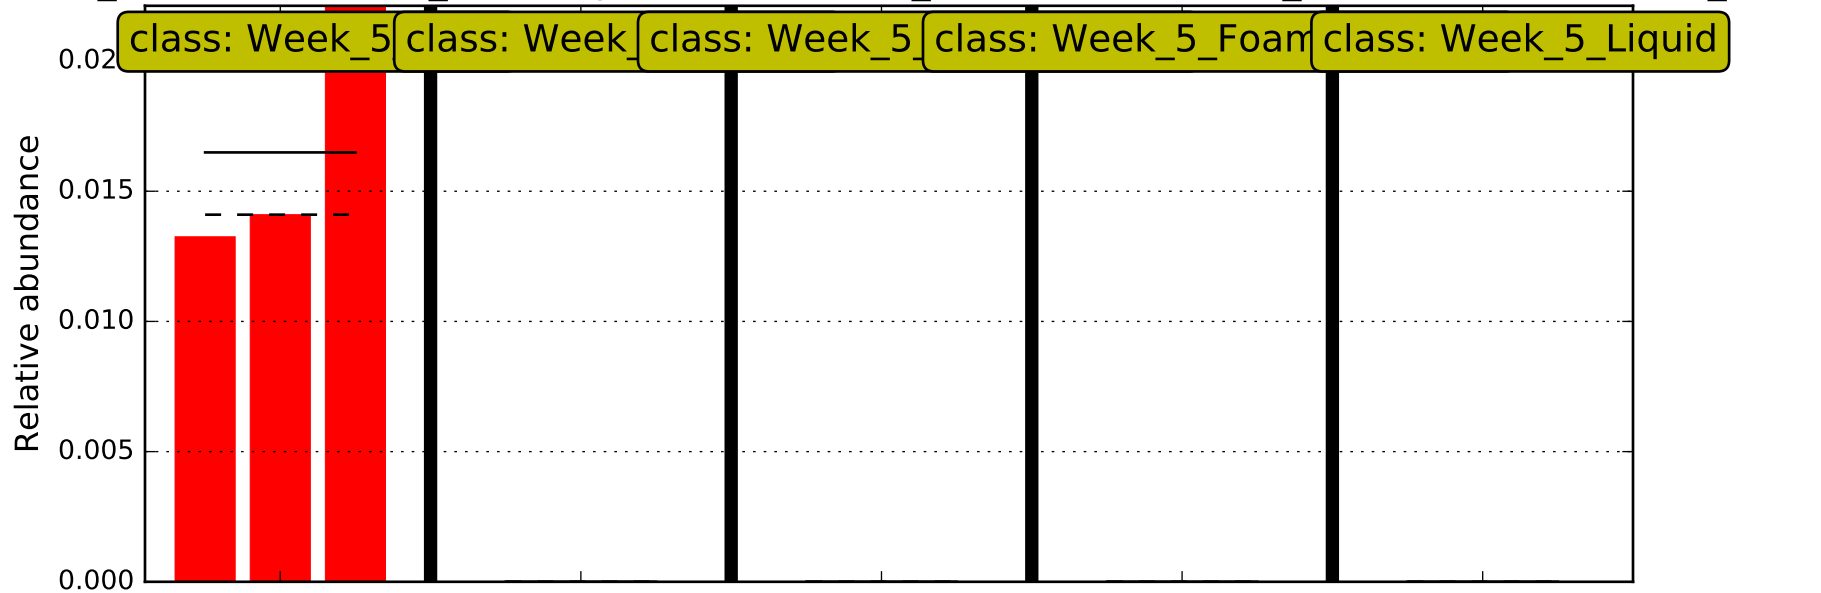 class: Week_5
class: Week_
class: Week_5_
class: Week_5_Foam
class: Week_5_Liquid
0.02
0.015
0.010
0.005
0.000
Relative abundance